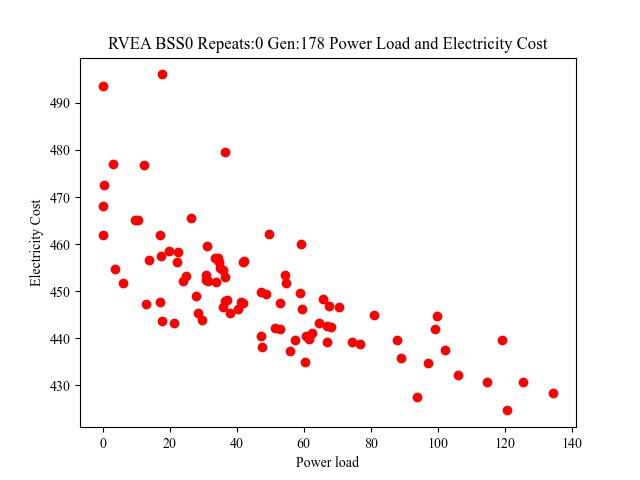 RVEA BSS0 Repeats:0 Gen:178 Power Load and Electricity Cost
490
480
470
460
450
440
430
Electricity Cost
0 20 40 60 80 100 120 140
Power load